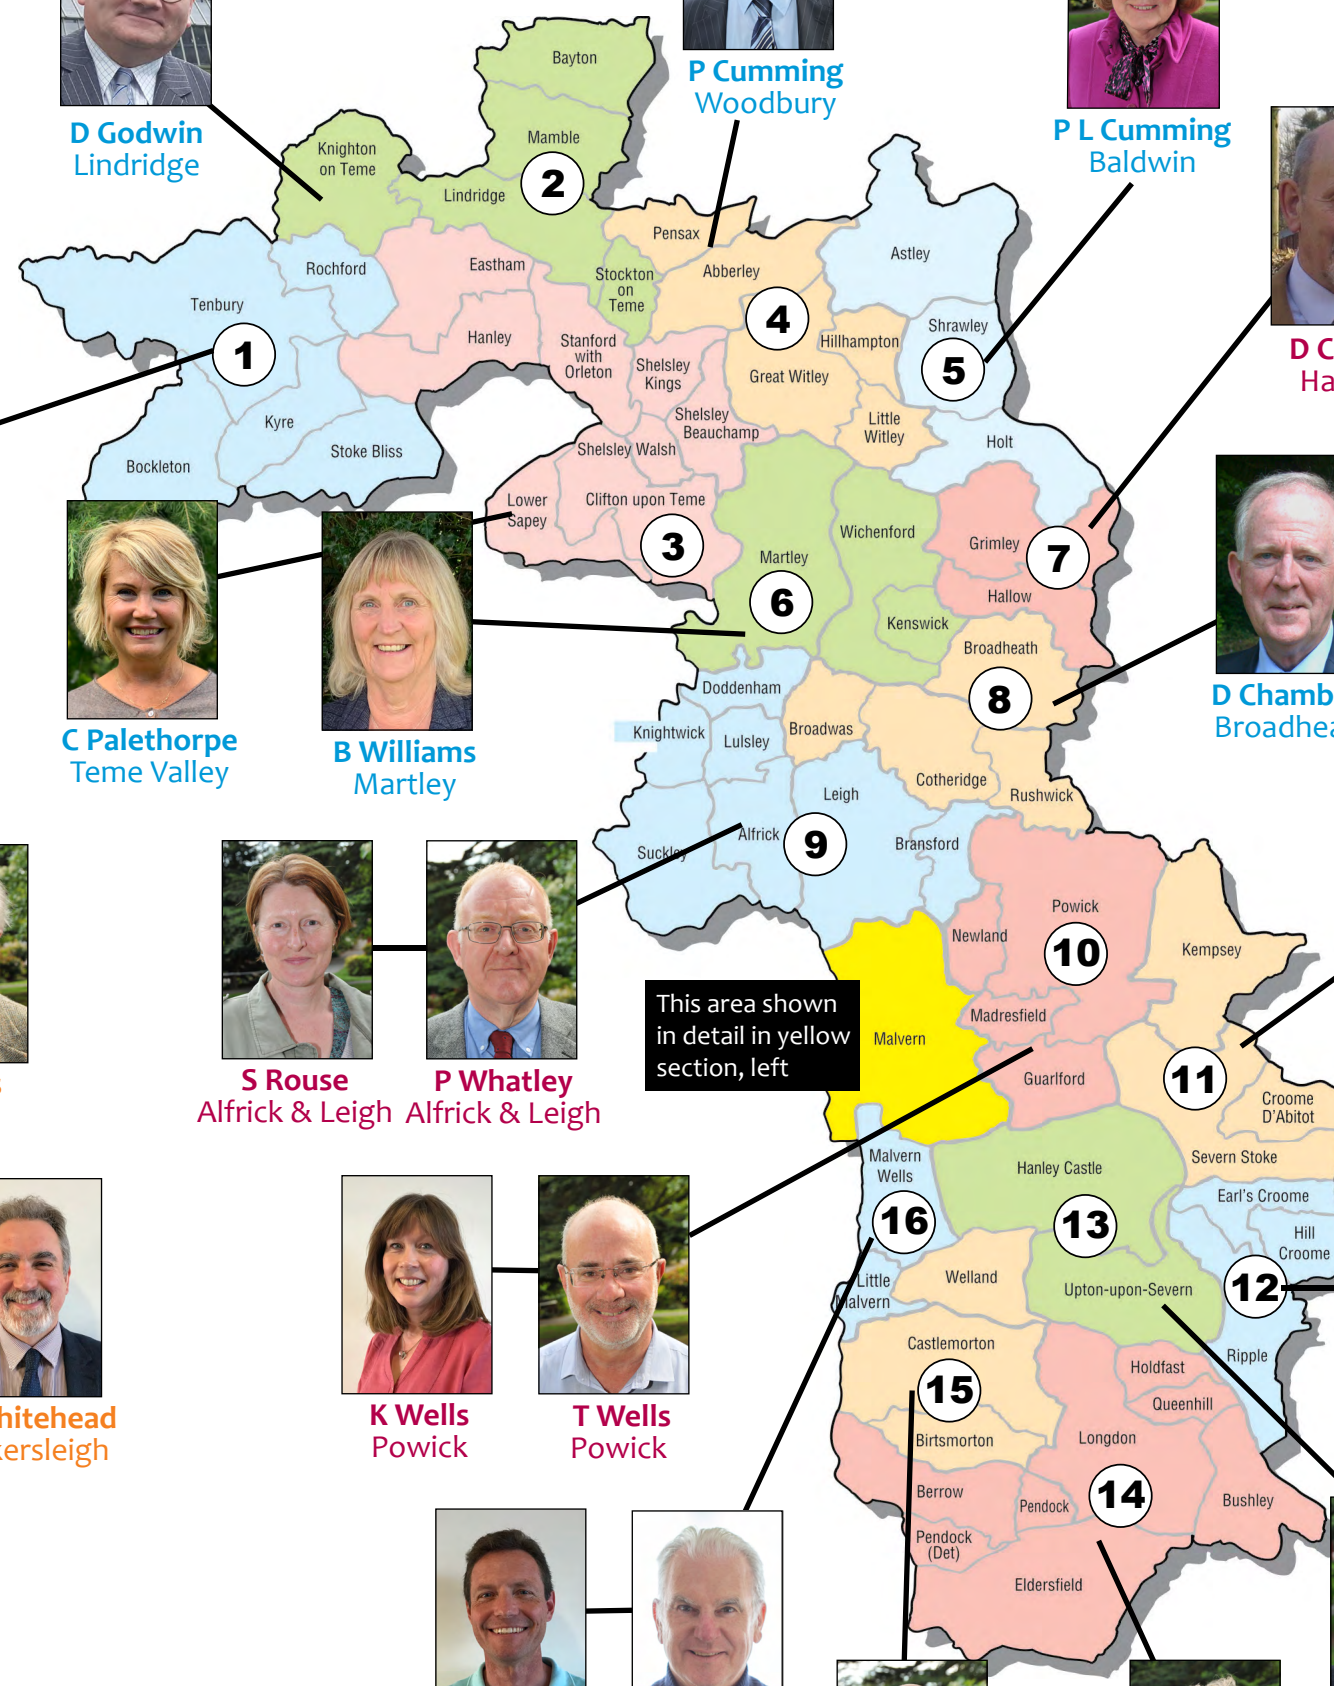 D Godwin
Lindridge
P Cumming
Woodbury
P L Cumming
Baldwin
Bayton
Mamble
2
Knighton
on Teme
Lindridge
Pensax
Astley
Rochford
Eastham
Stockton
on
Teme
Abberley
Tenbury
4
Shrawley
Hanley
Stanford
with
Orleton
Hillhampton
1
Shelsley
Kings
Great Witley
5
D C
Ha
Kyre
Shelsley
Beauchamp
Little
Witley
Holt
Stoke Bliss
Shelsley Walsh
Bockleton
Lower
Sapey
Clifton upon Teme
3
Wichenford
Grimley
7
Martley
6
Hallow
Kenswick
Broadheath
8
Doddenham
Knightwick
Lulsley
Broadwas
D Chamb
Broadhea
C Palethorpe
Teme Valley
B Williams
Martley
Cotheridge
Rushwick
Leigh
Alfrick
9
Bransford
Suckley
Powick
10
Newland
Kempsey
This area shown
in detail in yellow
section, left
Malvern
Madresfield
Guarlford
11
Croome
D'Abitot
S Rouse
Alfrick & Leigh
P Whatley
Alfrick & Leigh
s
Malvern
Wells
16
Hanley Castle
13
Severn Stoke
Earl's Croome
Hill
Croome
12
Little
Malvern
Welland
Upton-upon-Severn
Ripple
Castlemorton
15
Holdfast
Queenhill
Birtsmorton
Longdon
14
Berrow
Pendock
Bushley
Pendock
(Det)
Eldersfield
hitehead
kersleigh
K Wells
Powick
T Wells
Powick